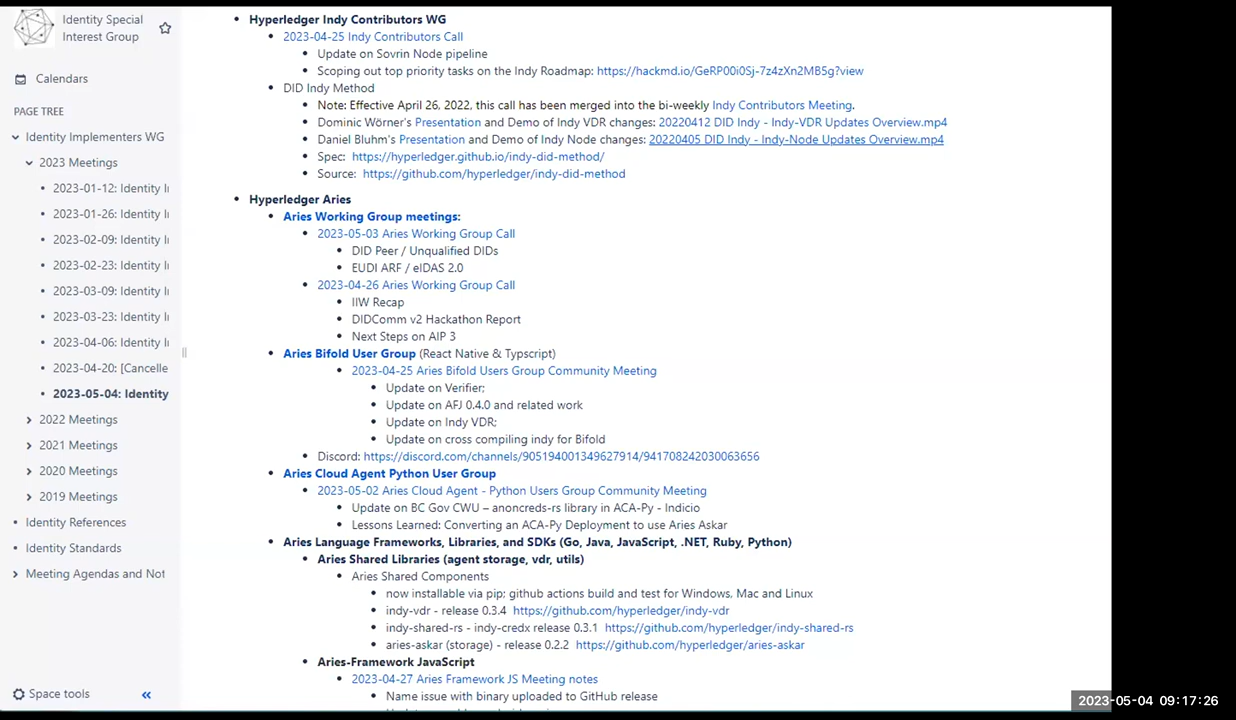 Identity Special
Interest Group
Calendars
PAGE TREE
Identity Implementers WG
2023 Meetings
2023-01-12: Identity I
2023-01-26: Identity I
2023-02-09: Identity I
2023-02-23: Identity I
2023-03-09: Identity I
2023-03-23: Identity I
2023-04-06: Identity I
2023-04-20: [Cancelle
2023-05-04: Identity
2022 Meetings
2021 Meetings
2020 Meetings
2019 Meetings
Identity References
Identity Standards
Meeting Agendas and Not
Space tools
Hyperledger Indy Contributors WG
2023-04-25 Indy Contributors Call
Update on Sovrin Node pipeline
Scoping out top priority tasks on the Indy Roadmap: https://hackmd.io/GeRP00i0Sj-7z4zXn2MB5g?view
DID Indy Method
Note: Effective April 26, 2022, this call has been merged into the bi-weekly Indy Contributors Meeting.
Dominic Wörner's Presentation and Demo of Indy VDR changes: 20220412 DID Indy - Indy-VDR Updates Overview.mp4
Daniel Bluhm's Presentation and Demo of Indy Node changes: 20220405 DID Indy - Indy-Node Updates Overview.mp4
Spec: https://hyperledger.github.io/indy-did-method/
Source: https://github.com/hyperledger/indy-did-method
Hyperledger Aries
Aries Working Group meetings:
2023-05-03 Aries Working Group Call
DID Peer / Unqualified DIDs
EUDI ARF / eIDAS 2.0
2023-04-26 Aries Working Group Call
IIW Recap
DIDComm v2 Hackathon Report
Next Steps on AIP 3
Aries Bifold User Group (React Native & Typscript)
2023-04-25 Aries Bifold Users Group Community Meeting
Update on Verifier;
Update on AFJ 0.4.0 and related work
Update on Indy VDR;
Update on cross compiling indy for Bifold
Discord: https://discord.com/channels/905194001349627914/941708242030063656
Aries Cloud Agent Python User Group
2023-05-02 Aries Cloud Agent - Python Users Group Community Meeting
Update on BC Gov CWU – anoncreds-rs library in ACA-Py - Indicio
Lessons Learned: Converting an ACA-Py Deployment to use Aries Askar
Aries Language Frameworks, Libraries, and SDKs (Go, Java, JavaScript, .NET, Ruby, Python)
Aries Shared Libraries (agent storage, vdr, utils)
Aries Shared Components
now installable via pip; github actions build and test for Windows, Mac and Linux
indy-vdr - release 0.3.4 https://github.com/hyperledger/indy-vdr
indy-shared-rs - indy-credx release 0.3.1 https://github.com/hyperledger/indy-shared-rs
aries-askar (storage) - release 0.2.2 https://github.com/hyperledger/aries-askar
Aries-Framework JavaScript
2023-04-27 Aries Framework JS Meeting notes
Name issue with binary uploaded to GitHub release
2023-05-04 09:17:26